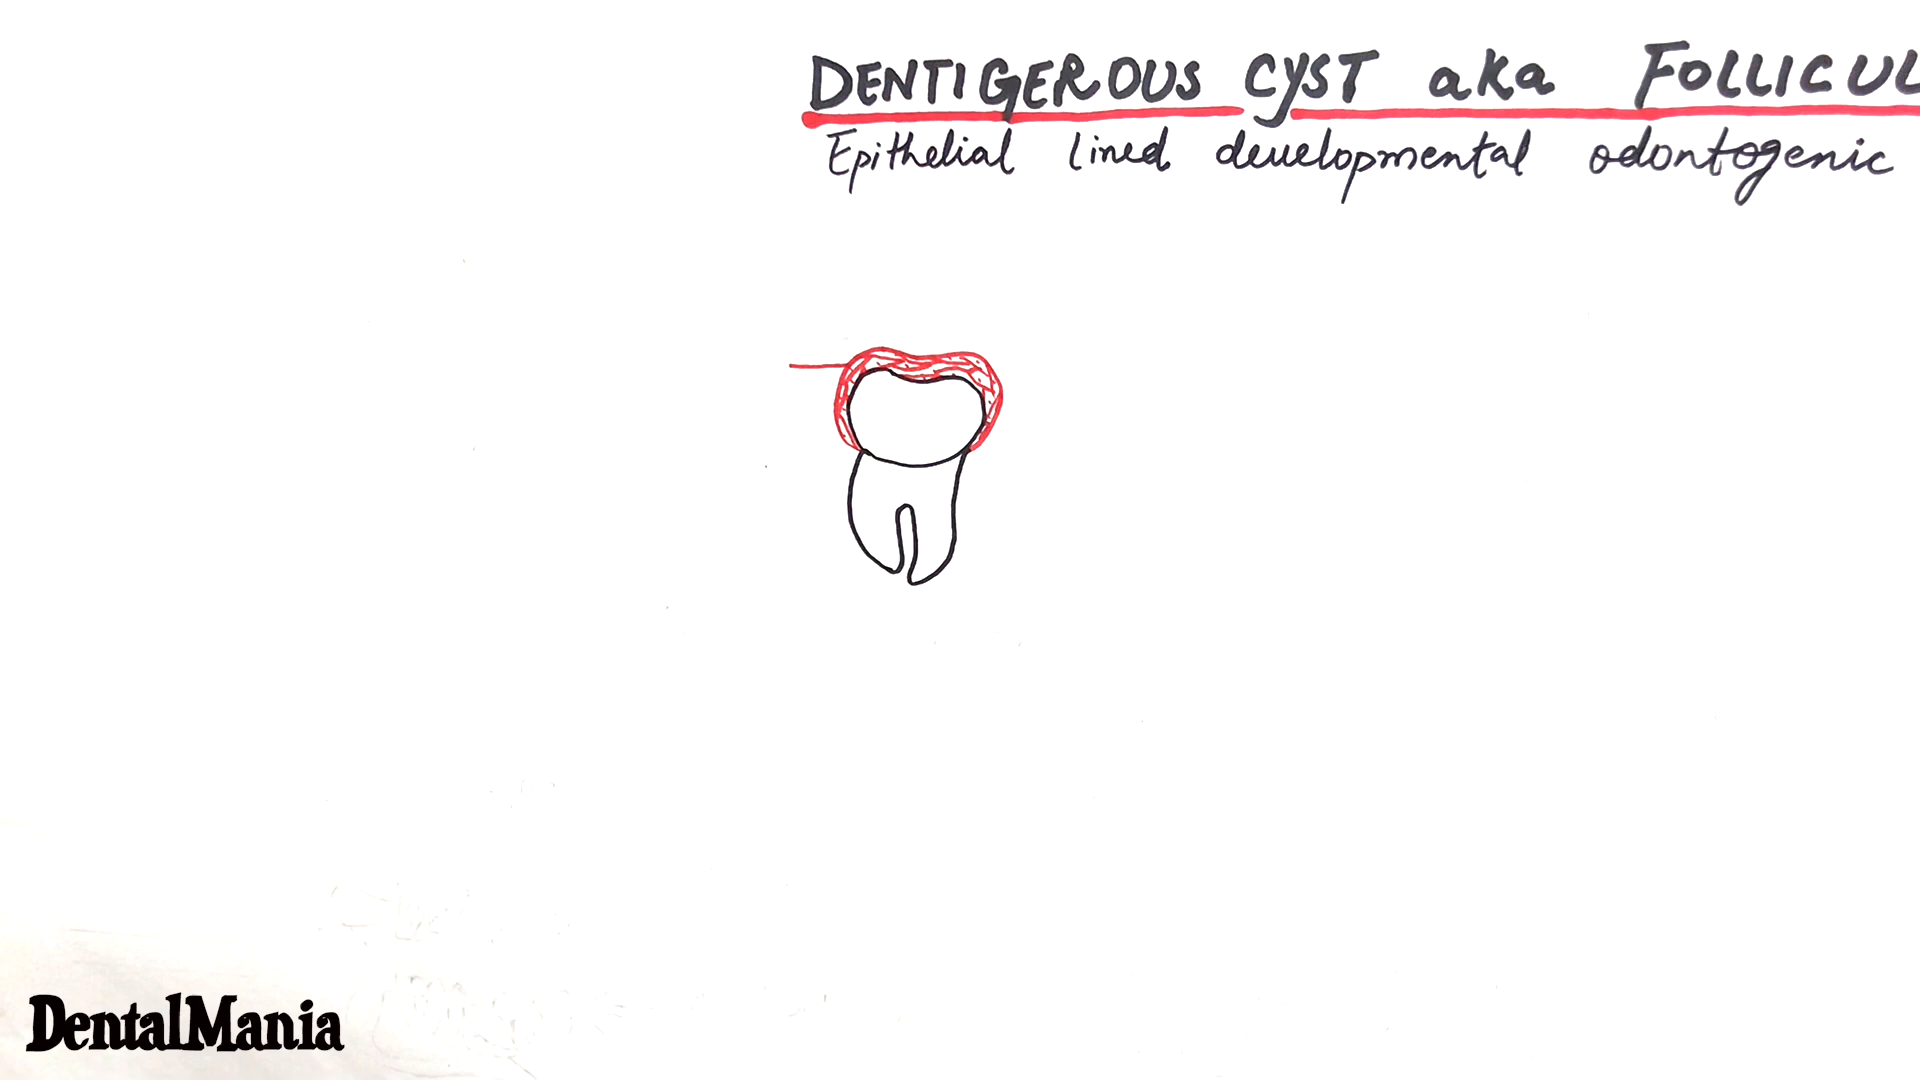 DENTIGEROUS CYST aka FOLLICUL
Epithelial lined developmental odontogenic
DentalMania